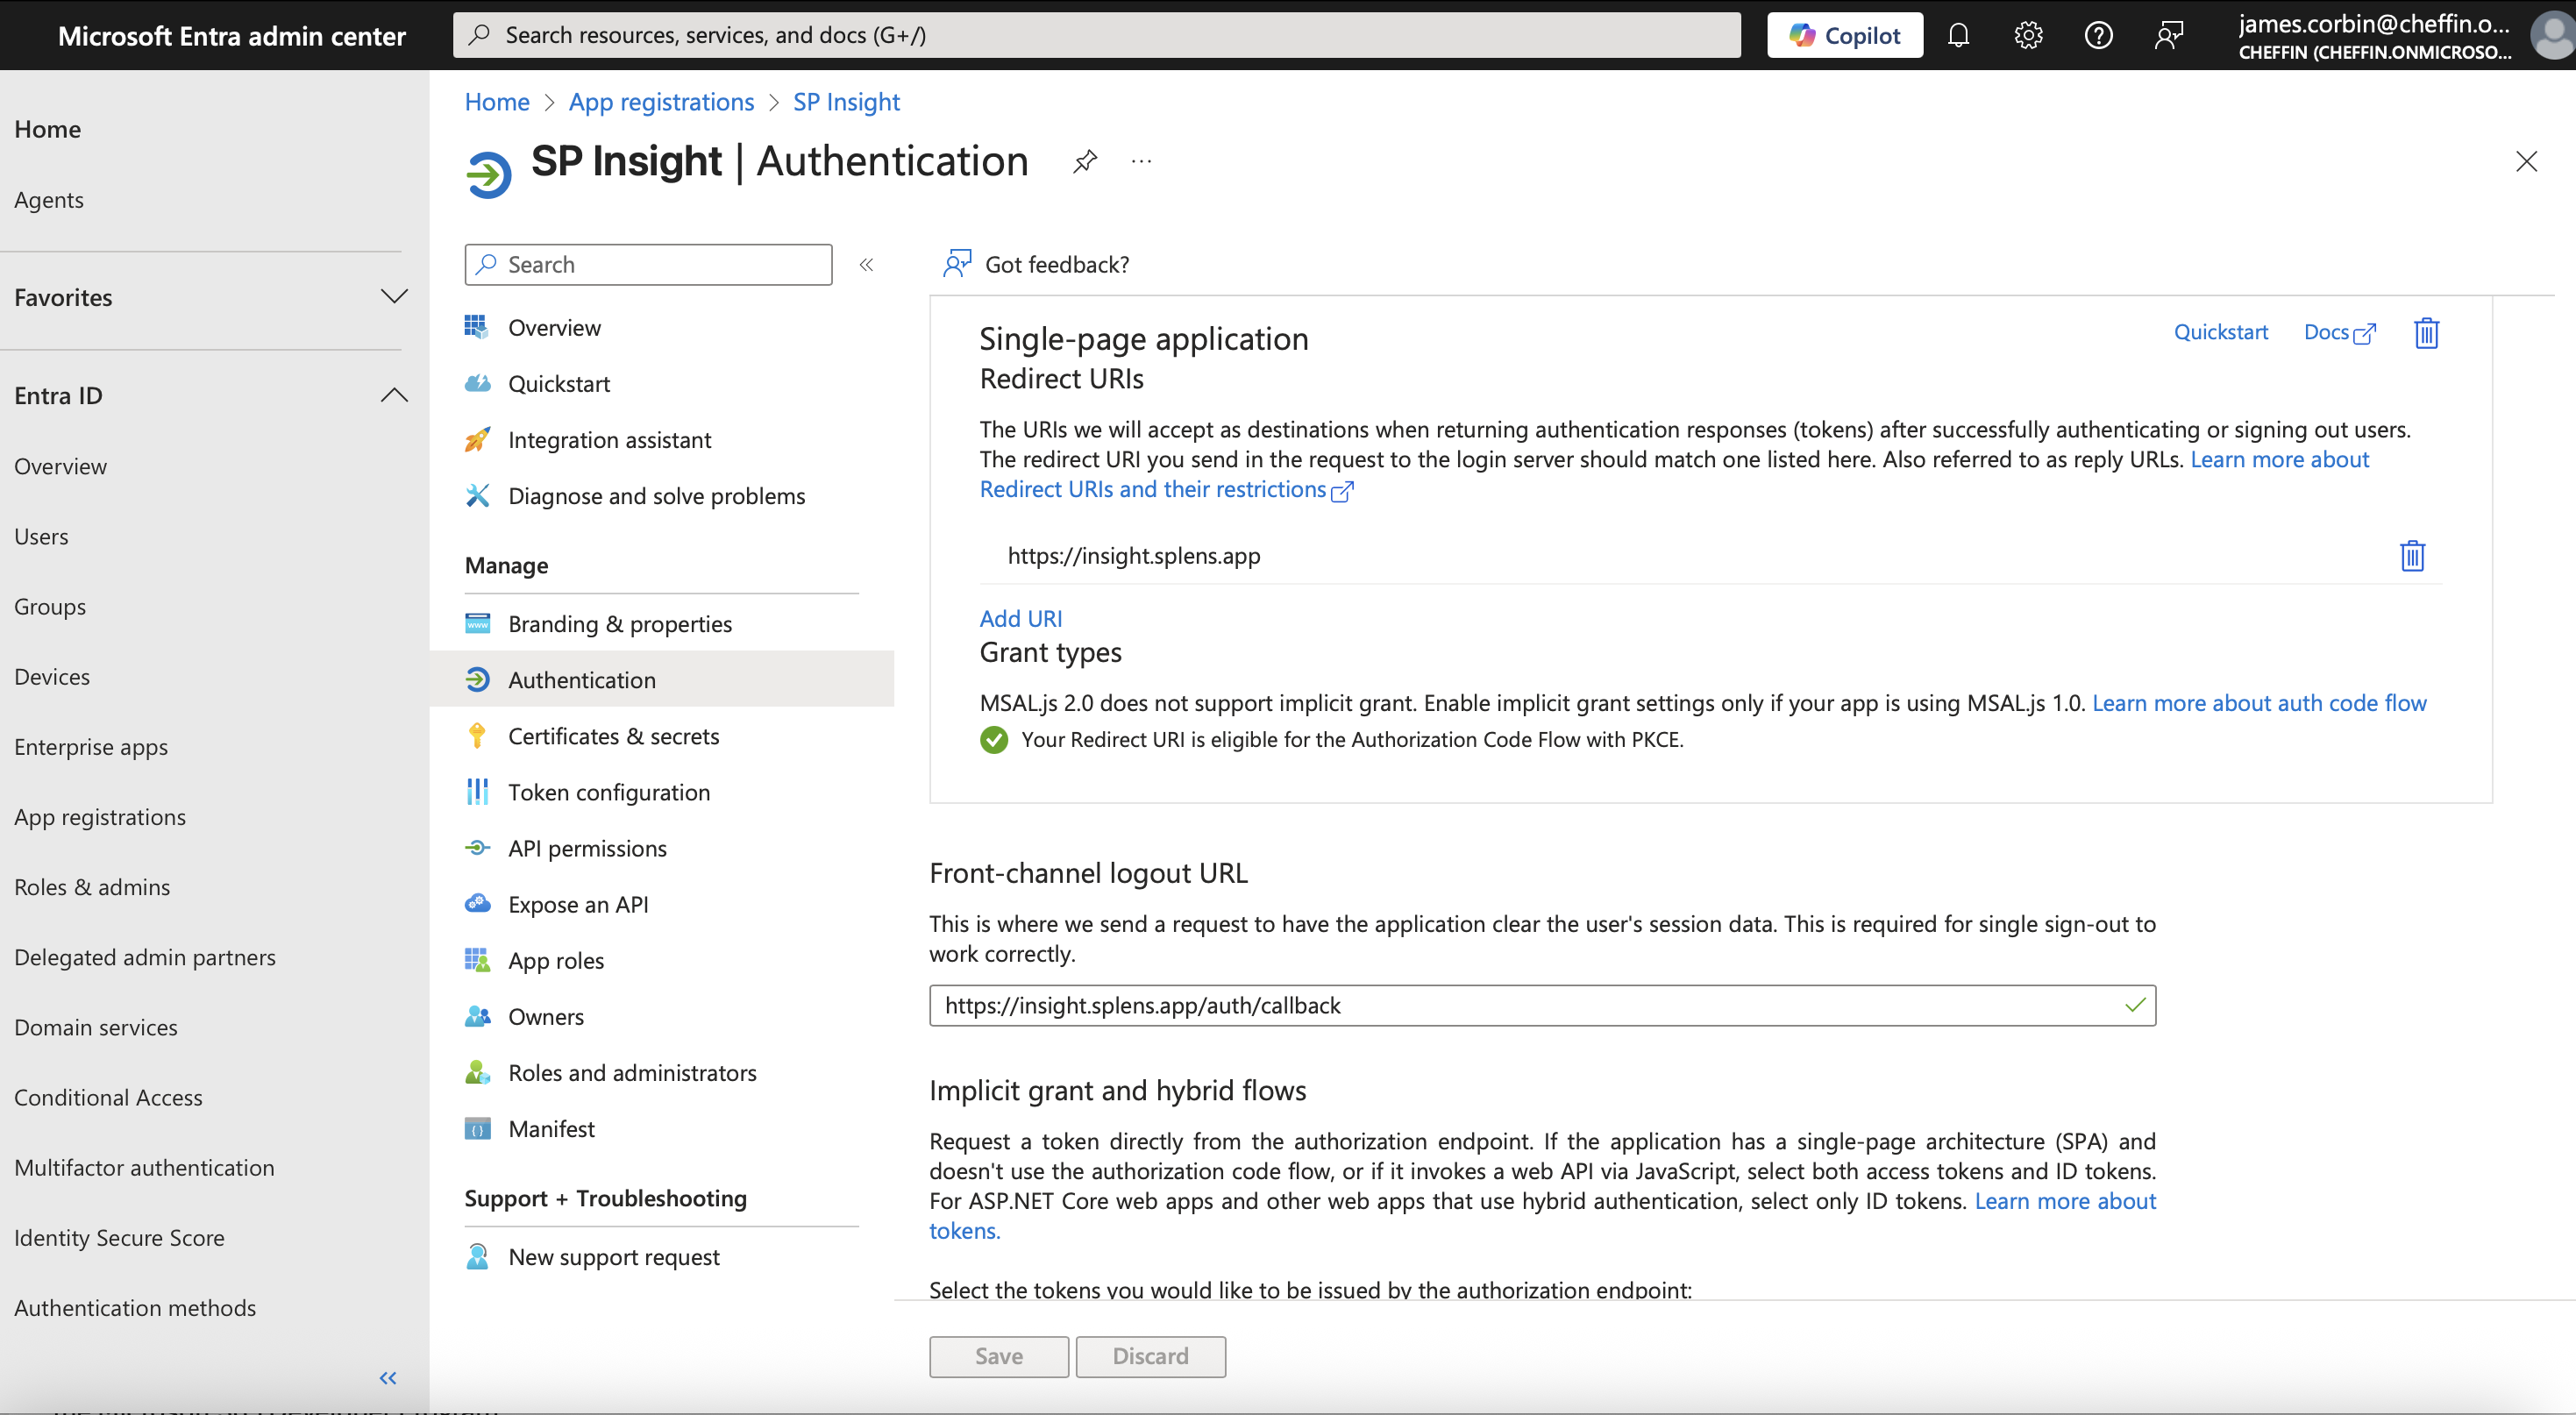 Microsoft Entra admin center
Search resources, services, and docs (G+/)
Copilot
james.corbin@cheffin.o...
CHEFFIN (CHEFFIN.ONMICROSO...
Home
Agents
Favorites
Entra ID
Overview
Users
Groups
Devices
Enterprise apps
App registrations
Roles & admins
Delegated admin partners
Domain services
Conditional Access
Multifactor authentication
Identity Secure Score
Authentication methods
Home > App registrations > SP Insight
SP Insight | Authentication
...
Search
Overview
Quickstart
Integration assistant
Diagnose and solve problems
Manage
Branding & properties
Authentication
Certificates & secrets
Token configuration
API permissions
Expose an API
App roles
Owners
Roles and administrators
Manifest
Support + Troubleshooting
New support request
Got feedback?
Single-page application
Quickstart
Docs
Redirect URIs
The URIs we will accept as destinations when returning authentication responses (tokens) after successfully authenticating or signing out users.
The redirect URI you send in the request to the login server should match one listed here. Also referred to as reply URLs. Learn more about
Redirect URIs and their restrictions
https://insight.splens.app
Add URI
Grant types
MSAL.js 2.0 does not support implicit grant. Enable implicit grant settings only if your app is using MSAL.js 1.0. Learn more about auth code flow
Your Redirect URI is eligible for the Authorization Code Flow with PKCE.
Front-channel logout URL
This is where we send a request to have the application clear the user's session data. This is required for single sign-out to
work correctly.
https://insight.splens.app/auth/callback
Implicit grant and hybrid flows
Request a token directly from the authorization endpoint. If the application has a single-page architecture (SPA) and
doesn't use the authorization code flow, or if it invokes a web API via JavaScript, select both access tokens and ID tokens.
For ASP.NET Core web apps and other web apps that use hybrid authentication, select only ID tokens. Learn more about
tokens.
Select the tokens you would like to be issued by the authorization endpoint:
Save
Discard